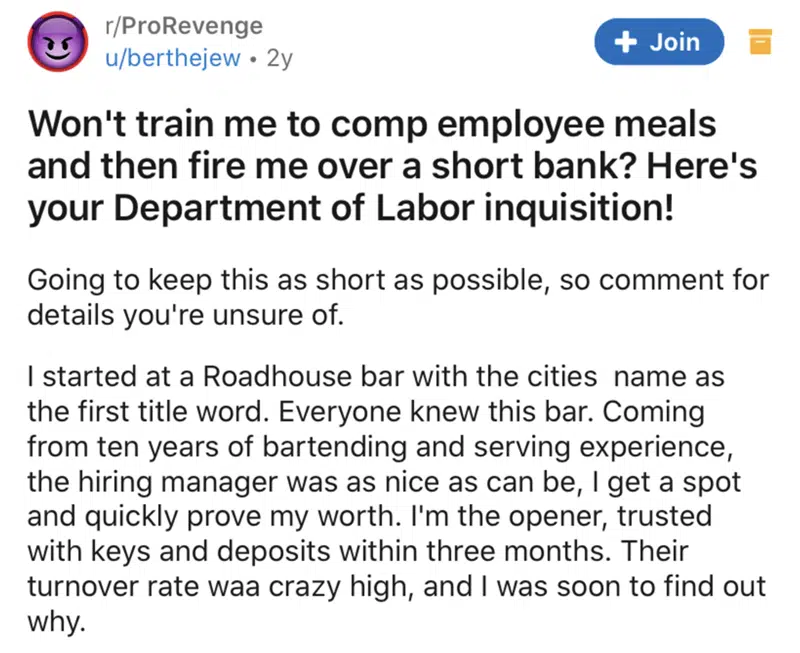 r/ProRevenge
u/berthejew • 2y
+ Join
Won't train me to comp employee meals
and then fire me over a short bank? Here's
your Department of Labor inquisition!
Going to keep this as short as possible, so comment for
details you're unsure of.
I started at a Roadhouse bar with the cities  name as
the first title word. Everyone knew this bar. Coming
from ten years of bartending and serving experience,
the hiring manager was as nice as can be, I get a spot
and quickly prove my worth. I'm the opener, trusted
with keys and deposits within three months. Their
turnover rate waa crazy high, and I was soon to find out
why.